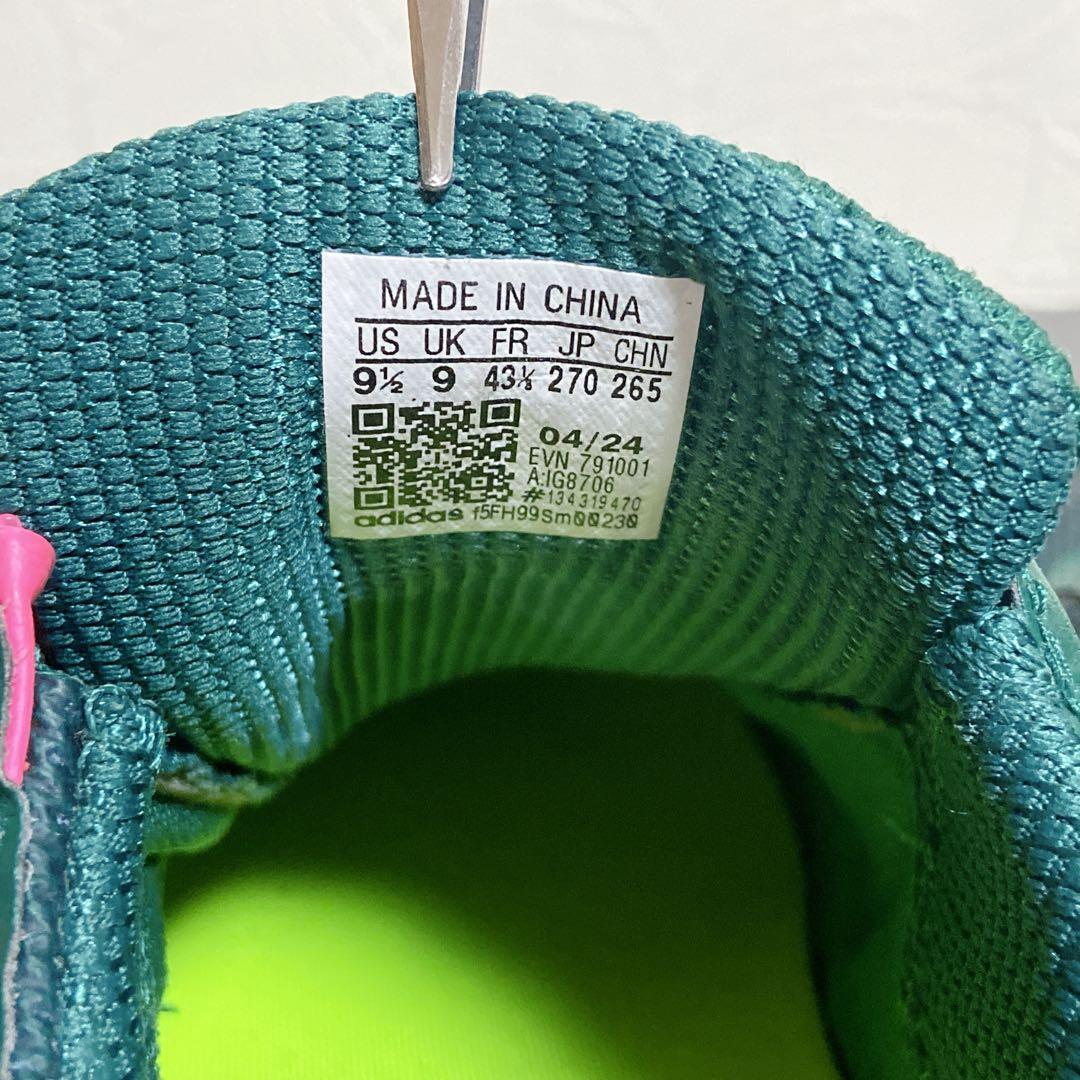 MADE IN CHINA
US UK FR JP CHN
9½ 9 43⅓ 270 265
04/24
EVN 791001
A:IG8706
#134319470
adidas f5FH99Sm00230